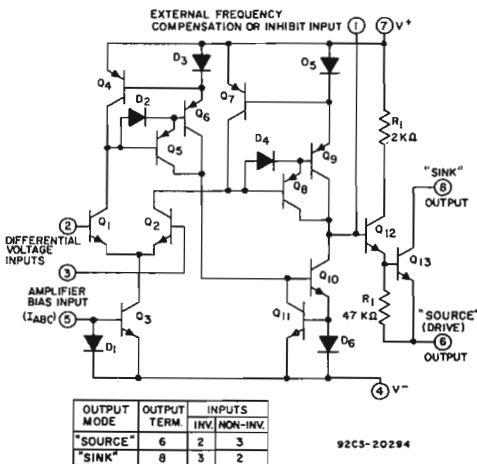 EXTERNAL FREQUENCY
COMPENSATION OR INHIBIT INPUT
1
7 V+
D3
Q4
Q7
O5
D2
Q6
Q5
D4
Q9
Q8
R1
2KΩ
"SINK"
8
OUTPUT
2
Q1
Q2
Q12
Q13
DIFFERENTIAL
VOLTAGE
INPUTS
3
Q10
AMPLIFIER
BIAS INPUT
(IABC)
5
Q3
Q11
R1
47 KΩ
"SOURCE"
(DRIVE)
6
OUTPUT
D1
D6
4 V-
OUTPUT MODE OUTPUT TERM. INPUTS
INV. NON-INV.
"SOURCE" 6 2 3
"SINK" 8 3 2
92CS-20294